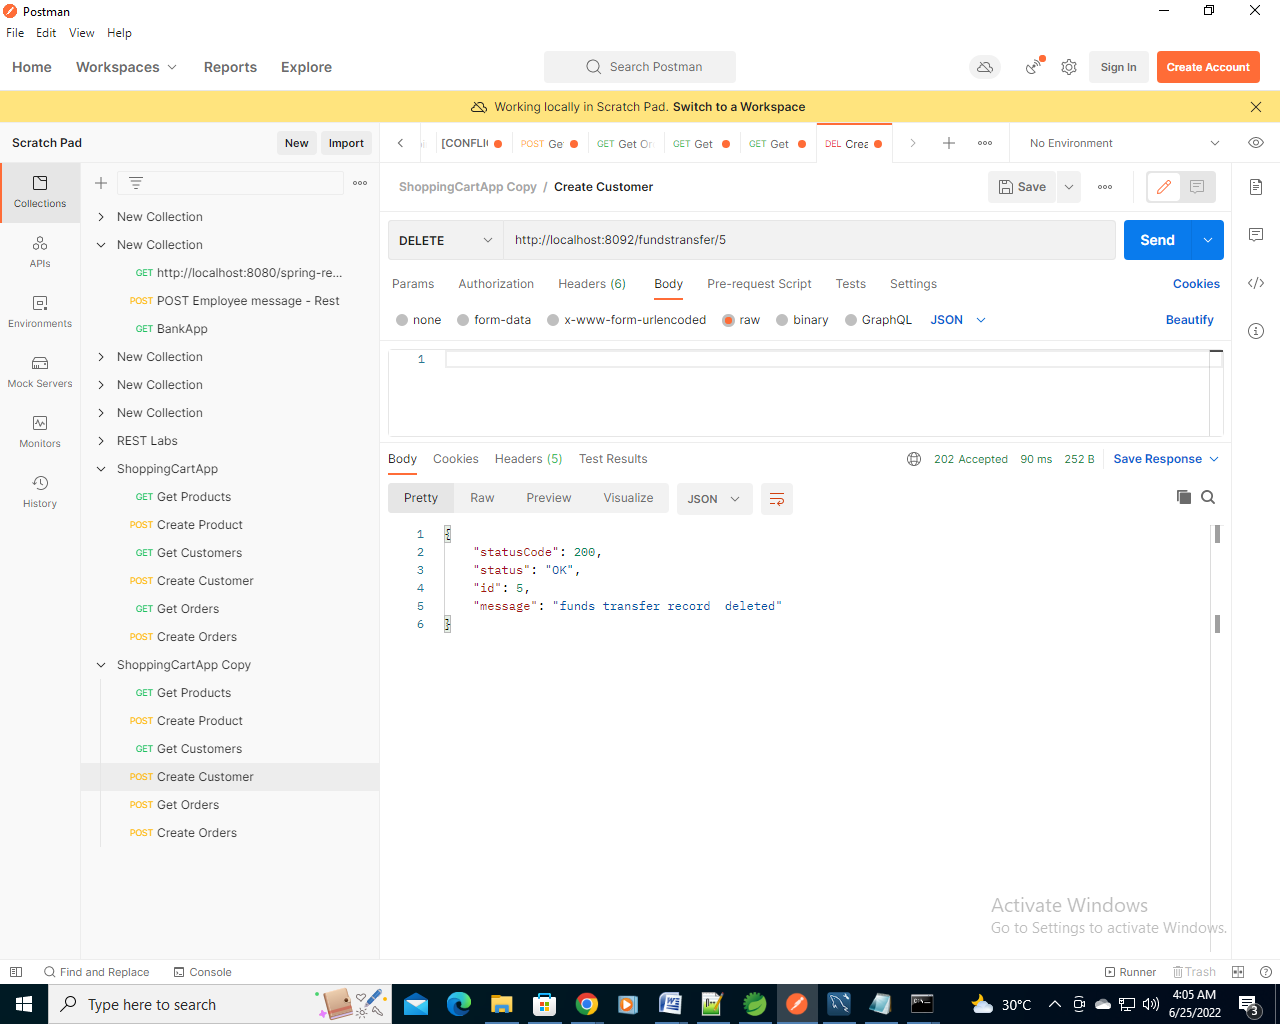 Postman
File Edit View Help
Home Workspaces Reports Explore
Search Postman
Sign In
Create Account
Working locally in Scratch Pad. Switch to a Workspace
Scratch Pad
New
Import
[CONFLI
POST Ge
GET Get Or
GET Get
GET Get
DEL Crea
No Environment
Collections
APIs
Environments
Mock Servers
Monitors
History
New Collection
New Collection
GET http://localhost:8080/spring-re...
POST POST Employee message - Rest
GET BankApp
New Collection
New Collection
New Collection
REST Labs
ShoppingCartApp
GET Get Products
POST Create Product
GET Get Customers
POST Create Customer
GET Get Orders
POST Create Orders
ShoppingCartApp Copy
GET Get Products
POST Create Product
GET Get Customers
POST Create Customer
POST Get Orders
POST Create Orders
ShoppingCartApp Copy / Create Customer
Save
DELETE
http://localhost:8092/fundstransfer/5
Send
Params Authorization Headers (6) Body Pre-request Script Tests Settings
Cookies
none form-data x-www-form-urlencoded raw binary GraphQL JSON
Beautify
1
Body Cookies Headers (5) Test Results
202 Accepted 90 ms 252 B Save Response
Pretty Raw Preview Visualize JSON
1 {
2 "statusCode": 200,
3 "status": "OK",
4 "id": 5,
5 "message": "funds transfer record  deleted"
6 }
Activate Windows
Go to Settings to activate Windows.
Find and Replace Console
Runner Trash
Type here to search
30°C
4:05 AM
6/25/2022
3